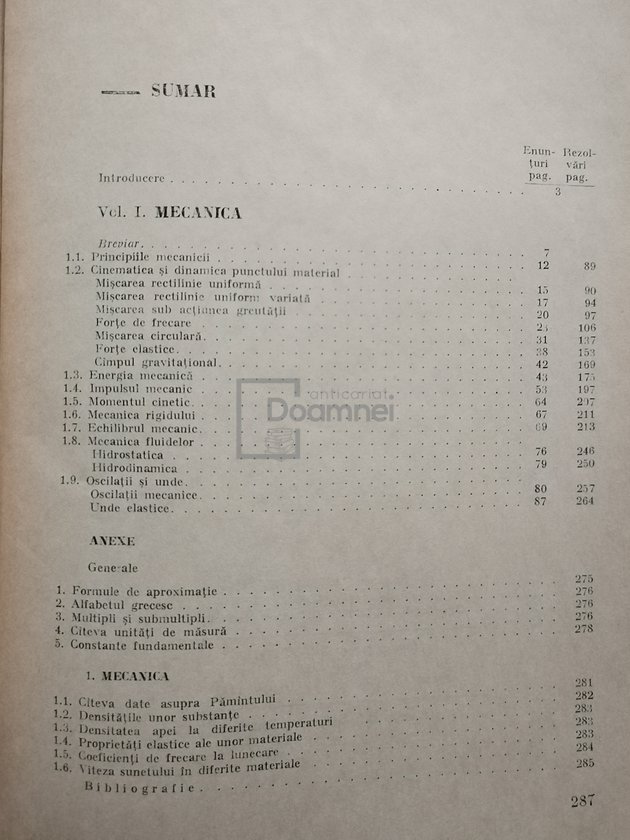 SUMAR
Enun- Rezol-
țuri vări
pag. pag.
Introducere . . . . . . . . . . 3
Vol. I. MECANICA
Breviar. . . . . . . . . . 7
1.1. Principiile mecanicii . . . . . . . . . . 12 89
1.2. Cinematica și dinamica punctului material . . . . . . . . . .
Mișcarea rectilinie uniformă . . . . . . . . . . 15 90
Mișcarea rectilinie uniform variată . . . . . . . . . . 17 94
Mișcarea sub acțiunea greutății . . . . . . . . . . 20 97
Forțe de frecare . . . . . . . . . . 23 106
Mișcarea circulară. . . . . . . . . . 31 137
Forțe elastice. . . . . . . . . . 38 153
Cîmpul gravitațional. . . . . . . . . . 42 169
1.3. Energia mecanică . . . . . . . . . . 43 175
1.4. Impulsul mecanic . . . . . . . . . . 53 197
1.5. Momentul cinetic. . . . . . . . . . 64 207
1.6. Mecanica rigidului . . . . . . . . . . 67 211
1.7. Echilibrul mecanic. . . . . . . . . . 69 213
1.8. Mecanica fluidelor . . . . . . . . . .
Hidrostatica . . . . . . . . . . 76 246
Hidrodinamica . . . . . . . . . . 79 250
1.9. Oscilații și unde. . . . . . . . . .
Oscilații mecanice. . . . . . . . . . 80 257
Unde elastice. . . . . . . . . . 87 264
anticariat
Doamnei
ANEXE
Generale
1. Formule de aproximație . . . . . . . . . . 275
2. Alfabetul grecesc . . . . . . . . . . 276
3. Multipli și submultipli. . . . . . . . . . 276
4. Cîteva unități de măsură . . . . . . . . . . 276
5. Constante fundamentale . . . . . . . . . . 278
1. MECANICA
1.1. Cîteva date asupra Pămîntului . . . . . . . . . . 281
1.2. Densitățile unor substanțe . . . . . . . . . . 282
1.3. Densitatea apei la diferite temperaturi . . . . . . . . . . 283
1.4. Proprietăți elastice ale unor materiale . . . . . . . . . . 283
1.5. Coeficienți de frecare la lunecare . . . . . . . . . . 283
1.6. Viteza sunetului în diferite materiale . . . . . . . . . . 284
Bibliografie. . . . . . . . . . 285
287